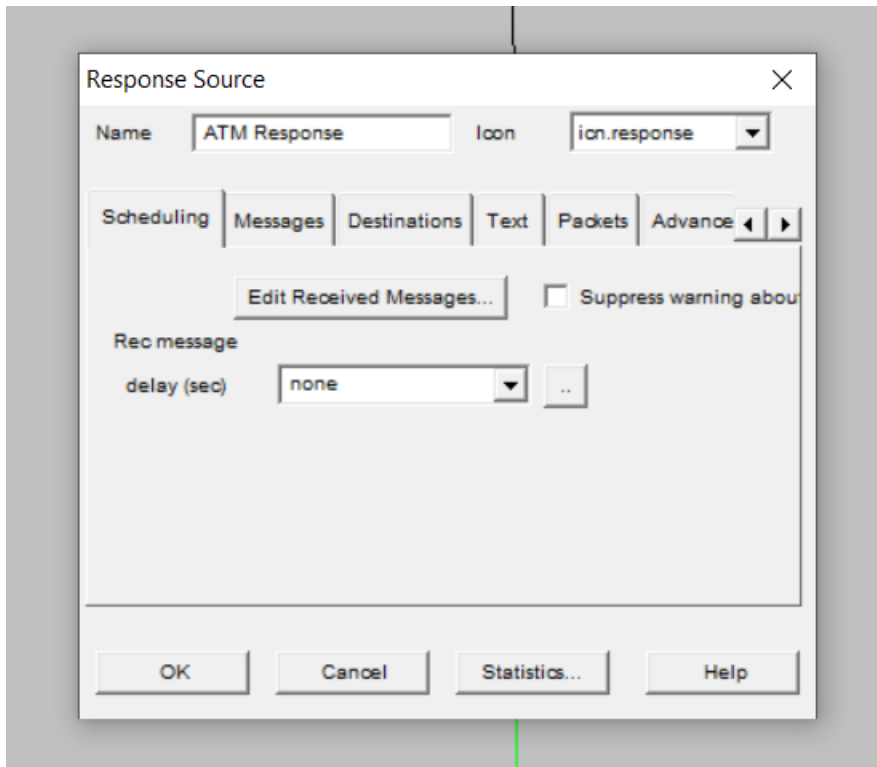 Response Source
Name ATM Response Icon icn.response
Scheduling Messages Destinations Text Packets Advance
Edit Received Messages... Suppress warning about
Rec message
delay (sec) none ..
OK Cancel Statistics... Help